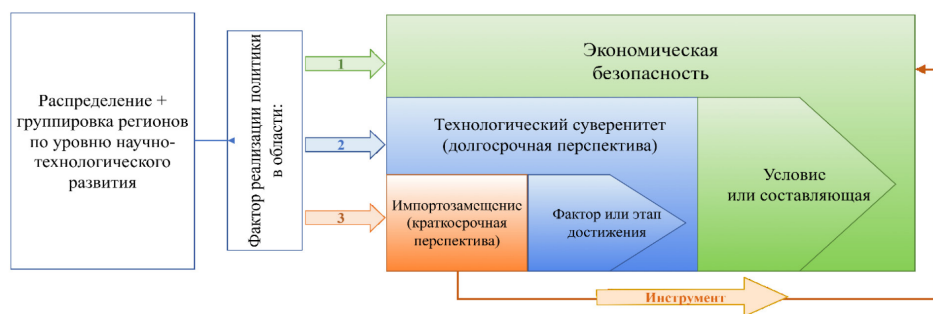 Распределение +
группировка регионов
по уровню научно-
технологического
развития
Фактор реализации политики
в области:
1
2
3
Экономическая
безопасность
Технологический суверенитет
(долгосрочная перспектива)
Импортозамещение
(краткосрочная
перспектива)
Фактор или этап
достижения
Условие
или составляющая
Инструмент